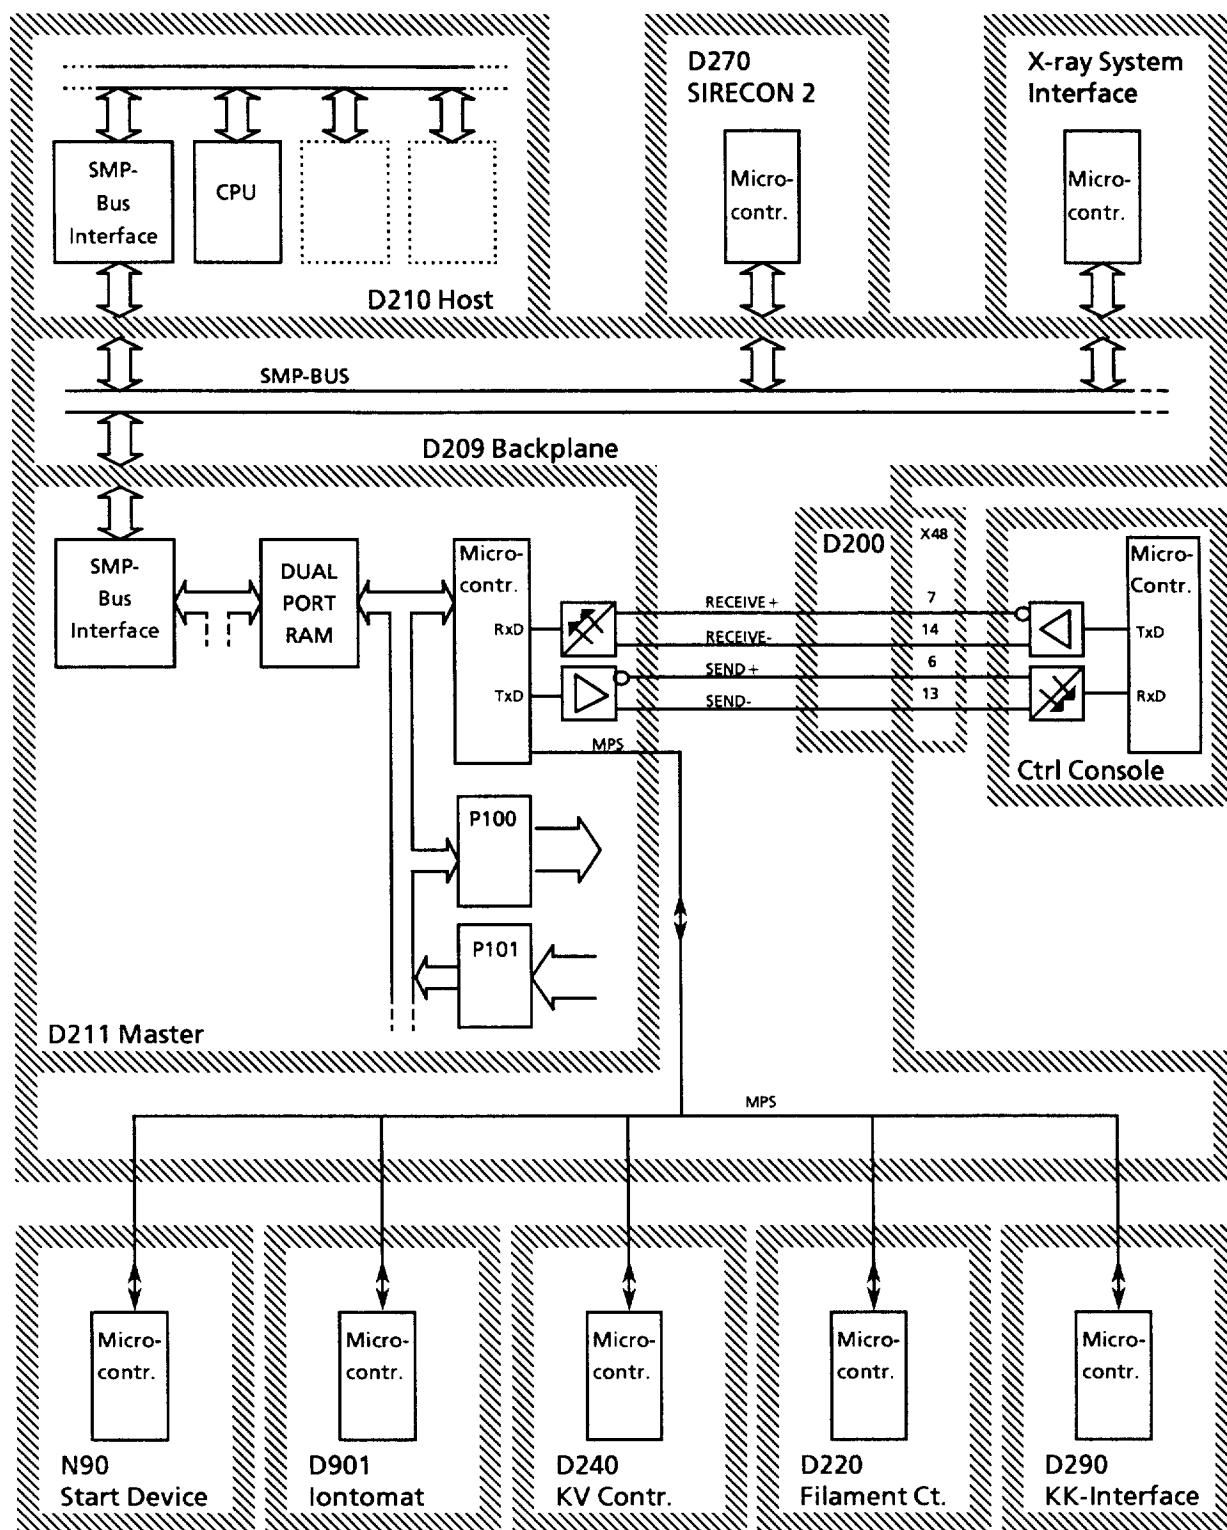 D270
SIRECON 2
X-ray System
Interface
SMP-
Bus
Interface
CPU
Micro-
contr.
Micro-
contr.
D210 Host
SMP-BUS
D209 Backplane
SMP-
Bus
Interface
DUAL
PORT
RAM
Micro-
contr.
RxD
TxD
MPS
RECEIVE+
RECEIVE-
SEND+
SEND-
D200
X48
7
14
6
13
Micro-
Contr.
TxD
RxD
Ctrl Console
P100
P101
D211 Master
MPS
Micro-
contr.
N90
Start Device
Micro-
contr.
D901
Iontomat
Micro-
contr.
D240
KV Contr.
Micro-
contr.
D220
Filament Ct.
Micro-
contr.
D290
KK-Interface